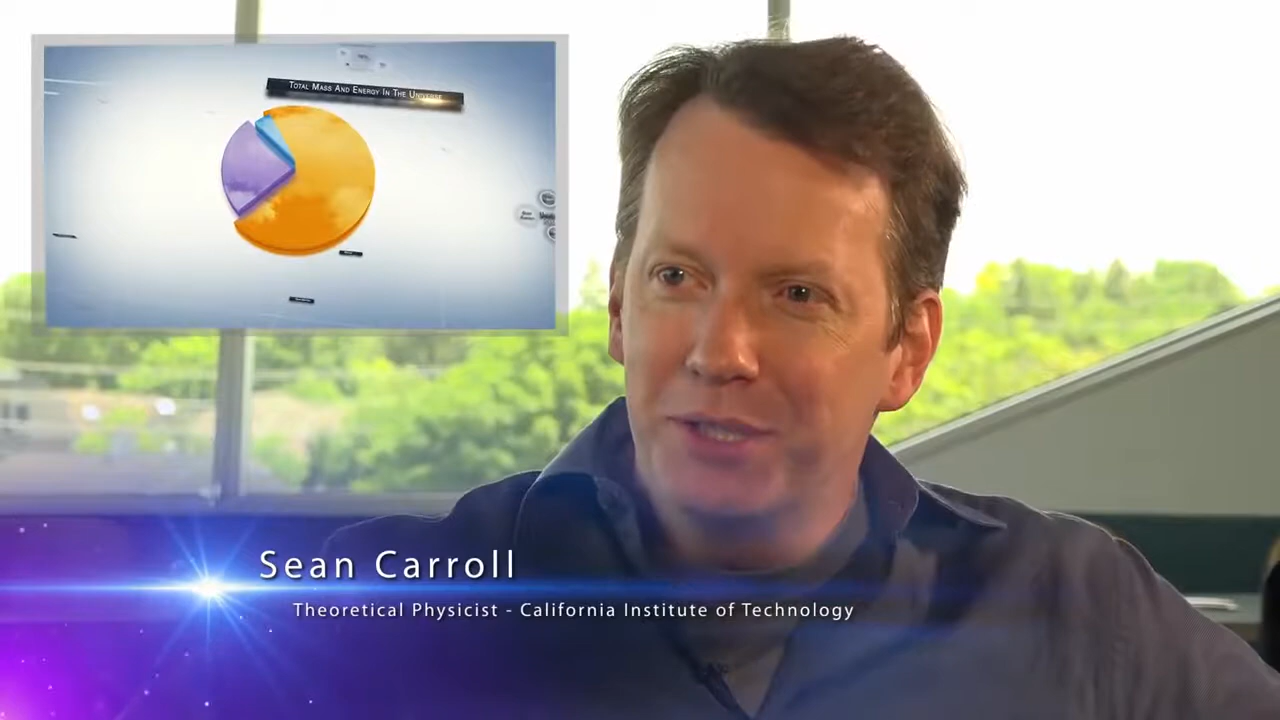 Total Mass And Energy In The Universe
Sean Carroll
Theoretical Physicist - California Institute of Technology